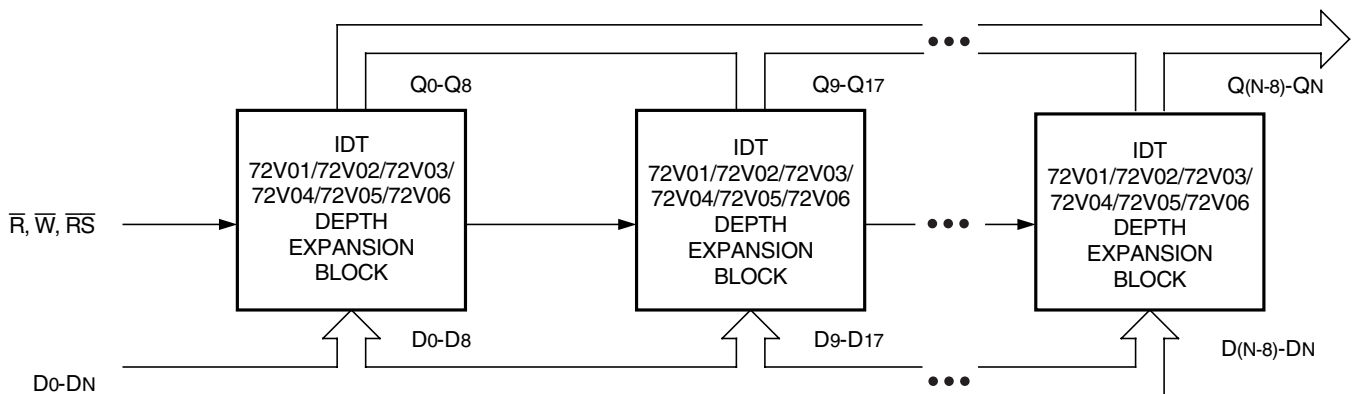 Q0-Q8
Q9-Q17
Q(N-8)-QN
IDT
72V01/72V02/72V03/
72V04/72V05/72V06
DEPTH
EXPANSION
BLOCK
IDT
72V01/72V02/72V03/
72V04/72V05/72V06
DEPTH
EXPANSION
BLOCK
IDT
72V01/72V02/72V03/
72V04/72V05/72V06
DEPTH
EXPANSION
BLOCK
R̅, W̅, R̅S̅
D0-D8
D9-D17
D(N-8)-DN
D0-DN